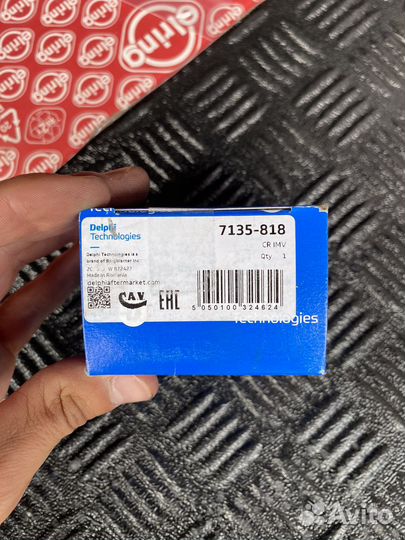 elring
Delphi
Technologies
7135-818
CR IMV
Qty 1
Delphi Technologies is a
brand of BorgWarner Inc
Made in Romania
delphiaftermarket.com
C.A.V.
EAC
5 050100 324624
Technologies
Avito